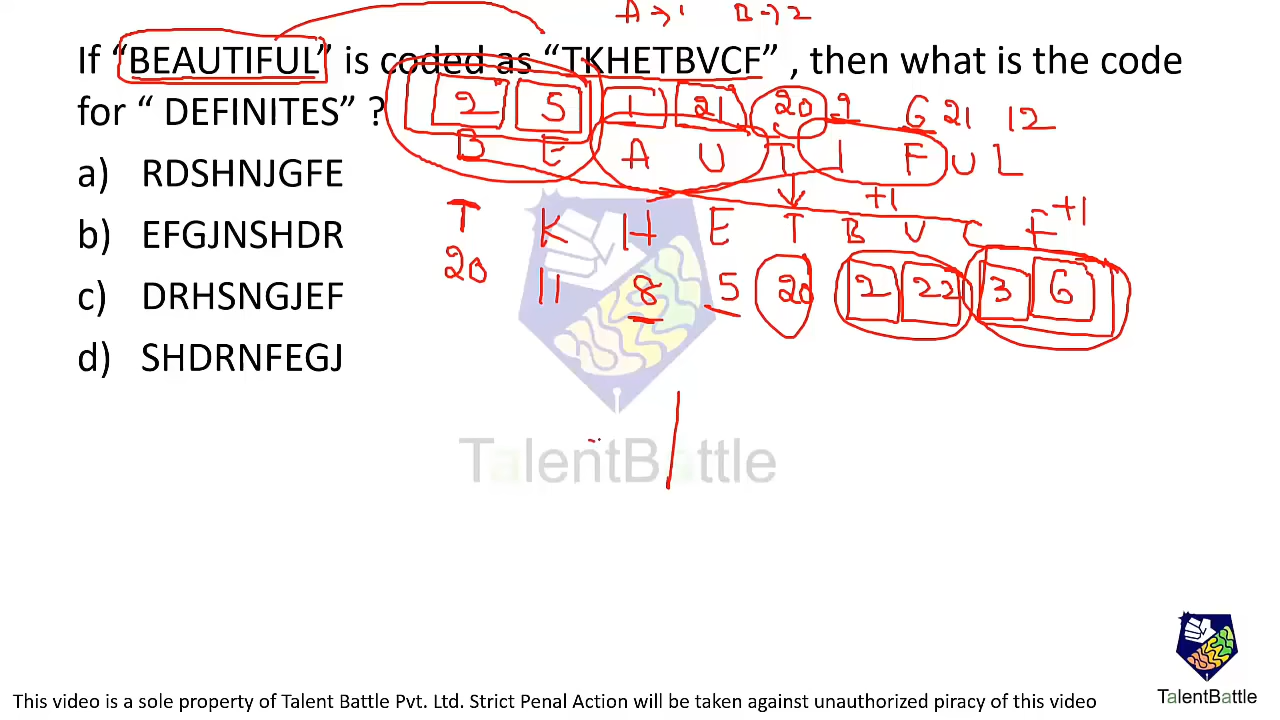 A → 1 B → 2
If “BEAUTIFUL” is coded as “TKHETBVCF” , then what is the code
for “ DEFINITES” ?
2 5 1 21 20 9 6 21 12
B E A U T I F U L
a) RDSHNJGFE
+1
+1
b) EFGJNSHDR
T K H E T B V C F
20 11 8 5 20 2 22 3 6
c) DRHSNGJEF
d) SHDRNFEGJ
TalentBattle
TalentBattle
This video is a sole property of Talent Battle Pvt. Ltd. Strict Penal Action will be taken against unauthorized piracy of this video